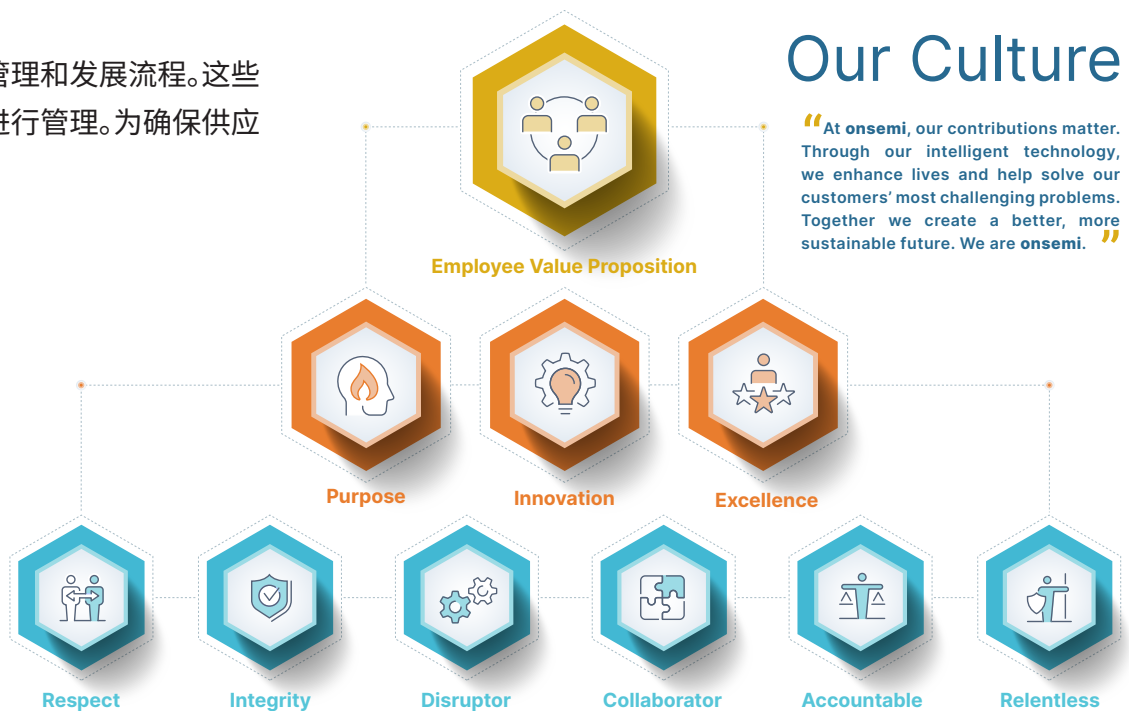 管理和发展流程。这些
进行管理。为确保供应
Our Culture
“At onsemi, our contributions matter.
Through our intelligent technology,
we enhance lives and help solve our
customers’ most challenging problems.
Together we create a better, more
sustainable future. We are onsemi. ”
Employee Value Proposition
Purpose
Innovation
Excellence
Respect
Integrity
Disruptor
Collaborator
Accountable
Relentless